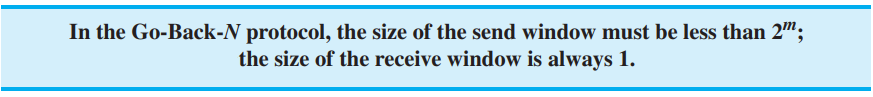 In the Go-Back-N protocol, the size of the send window must be less than 2ᵐ;
the size of the receive window is always 1.